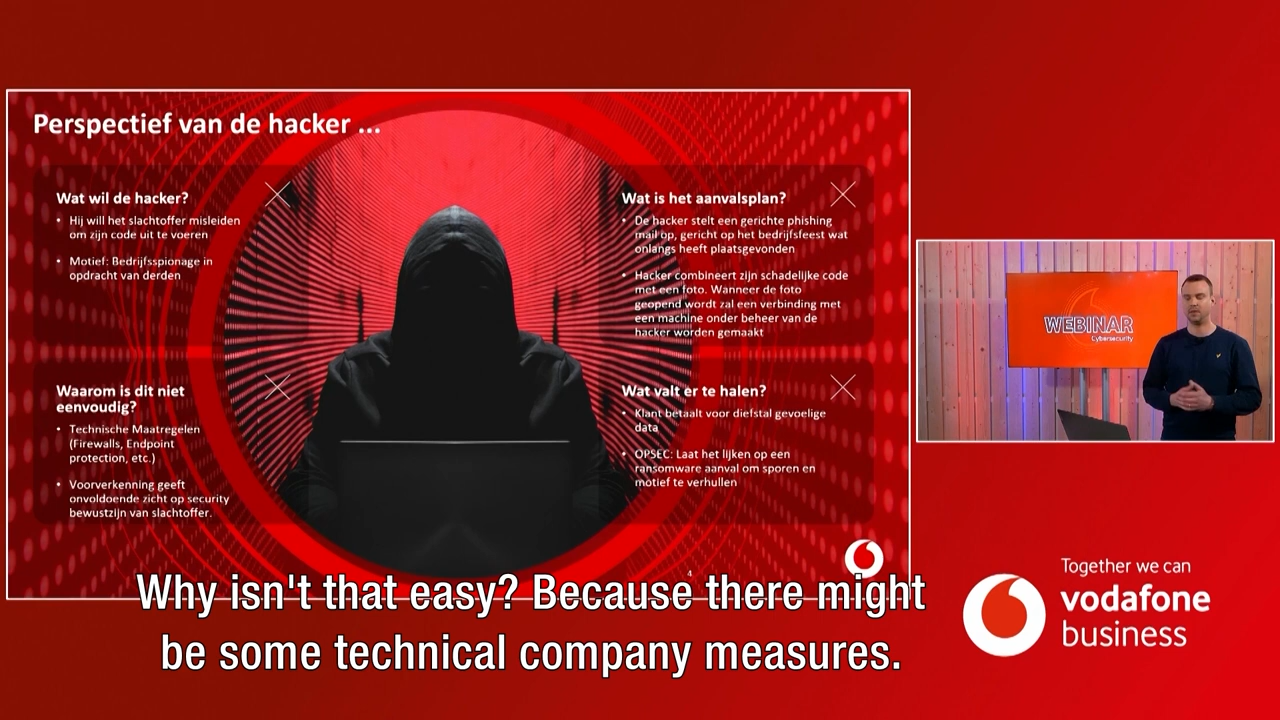 Perspectief van de hacker ...
Wat wil de hacker?
• Hij wil het slachtoffer misleiden
om zijn code uit te voeren
• Motief: Bedrijfsspionage in
opdracht van derden
Waarom is dit niet
eenvoudig?
• Technische Maatregelen
(Firewalls, Endpoint
protection, etc.)
• Voorverkenning geeft
onvoldoende zicht op security
bewustzijn van slachtoffer.
Wat is het aanvalsplan?
• De hacker stelt een gerichte phishing
mail op, gericht op het bedrijfsfeest wat
onlangs heeft plaatsgevonden
• Hacker combineert zijn schadelijke code
met een foto. Wanneer de foto
geopend wordt zal een verbinding met
een machine onder beheer van de
hacker worden gemaakt
Wat valt er te halen?
• Klant betaalt voor diefstal gevoelige
data
• OPSEC: Laat het lijken op een
ransomware aanval om sporen en
motief te verhullen
4
WEBINAR
Cybersecurity
Together we can
vodafone
business
Why isn't that easy? Because there might
be some technical company measures.